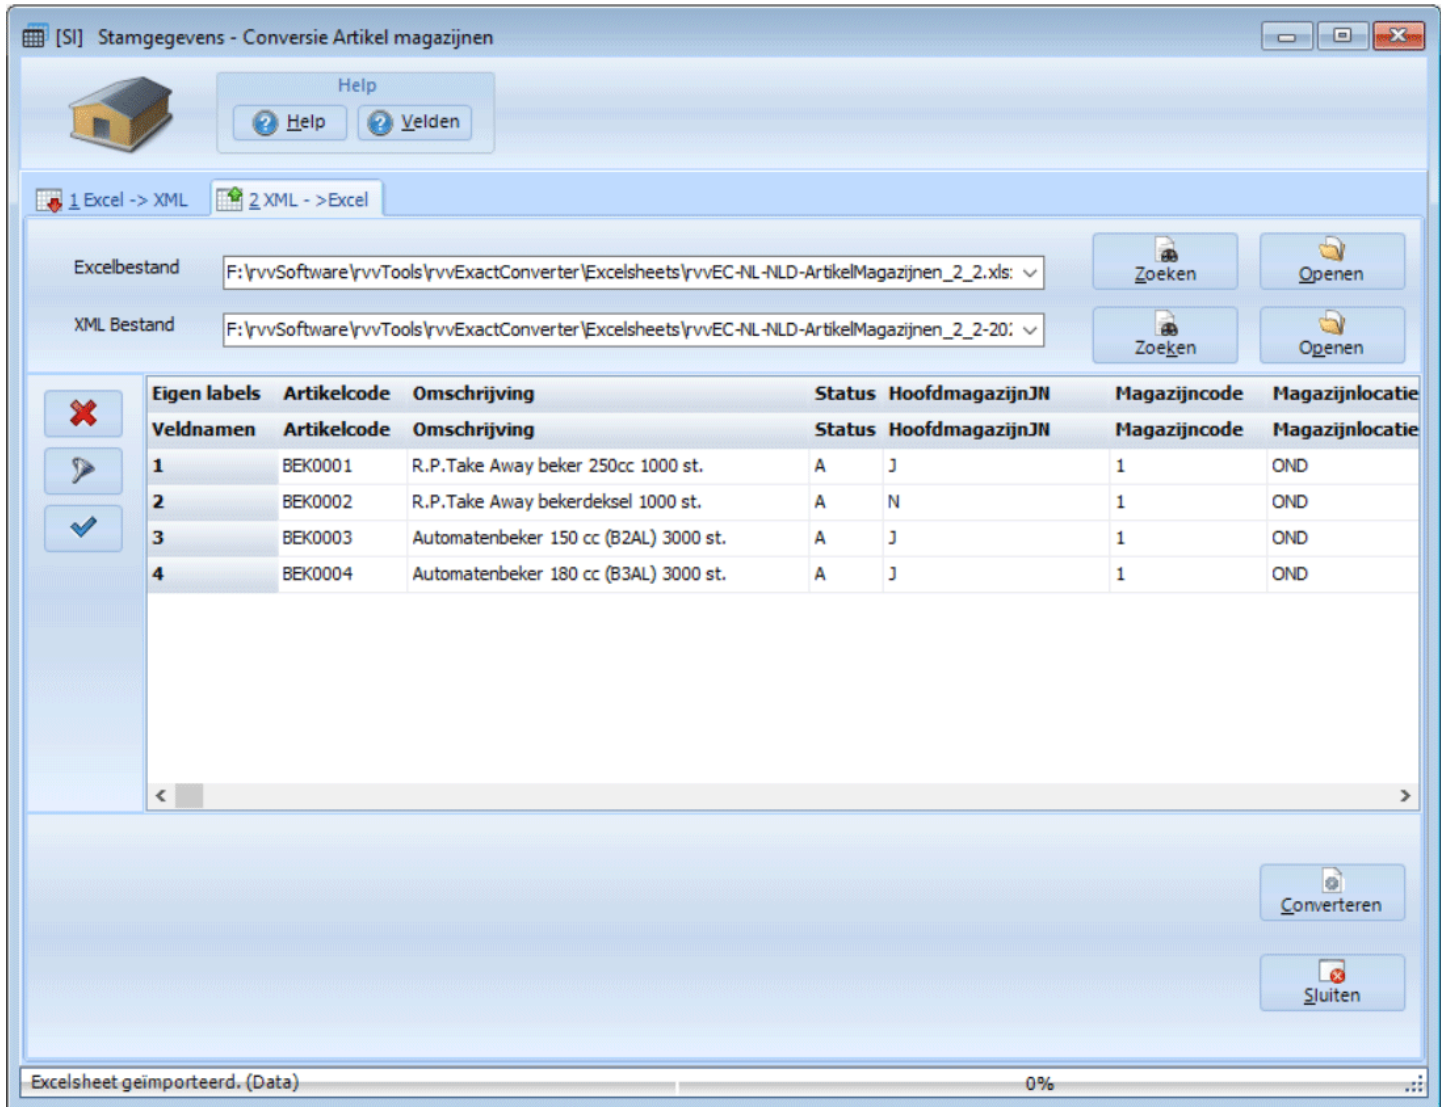 [SI] Stamgegevens - Conversie Artikel magazijnen
Help
Help Velden
1 Excel -> XML 2 XML - >Excel
Excelbestand F:\rvvSoftware\rvvTools\rvvExactConverter\Excelsheets\rvvEC-NL-NLD-ArtikelMagazijnen_2_2.xls: Zoeken Openen
XML Bestand F:\rvvSoftware\rvvTools\rvvExactConverter\Excelsheets\rvvEC-NL-NLD-ArtikelMagazijnen_2_2-202 Zoeken Openen
Eigen labels Artikelcode Omschrijving Status HoofdmagazijnJN Magazijncode Magazijnlocatie
Veldnamen Artikelcode Omschrijving Status HoofdmagazijnJN Magazijncode Magazijnlocatie
1 BEK0001 R.P.Take Away beker 250cc 1000 st. A J 1 OND
2 BEK0002 R.P.Take Away bekerdeksel 1000 st. A N 1 OND
3 BEK0003 Automatenbeker 150 cc (B2AL) 3000 st. A J 1 OND
4 BEK0004 Automatenbeker 180 cc (B3AL) 3000 st. A J 1 OND
Converteren
Sluiten
Excelsheet geïmporteerd. (Data) 0%